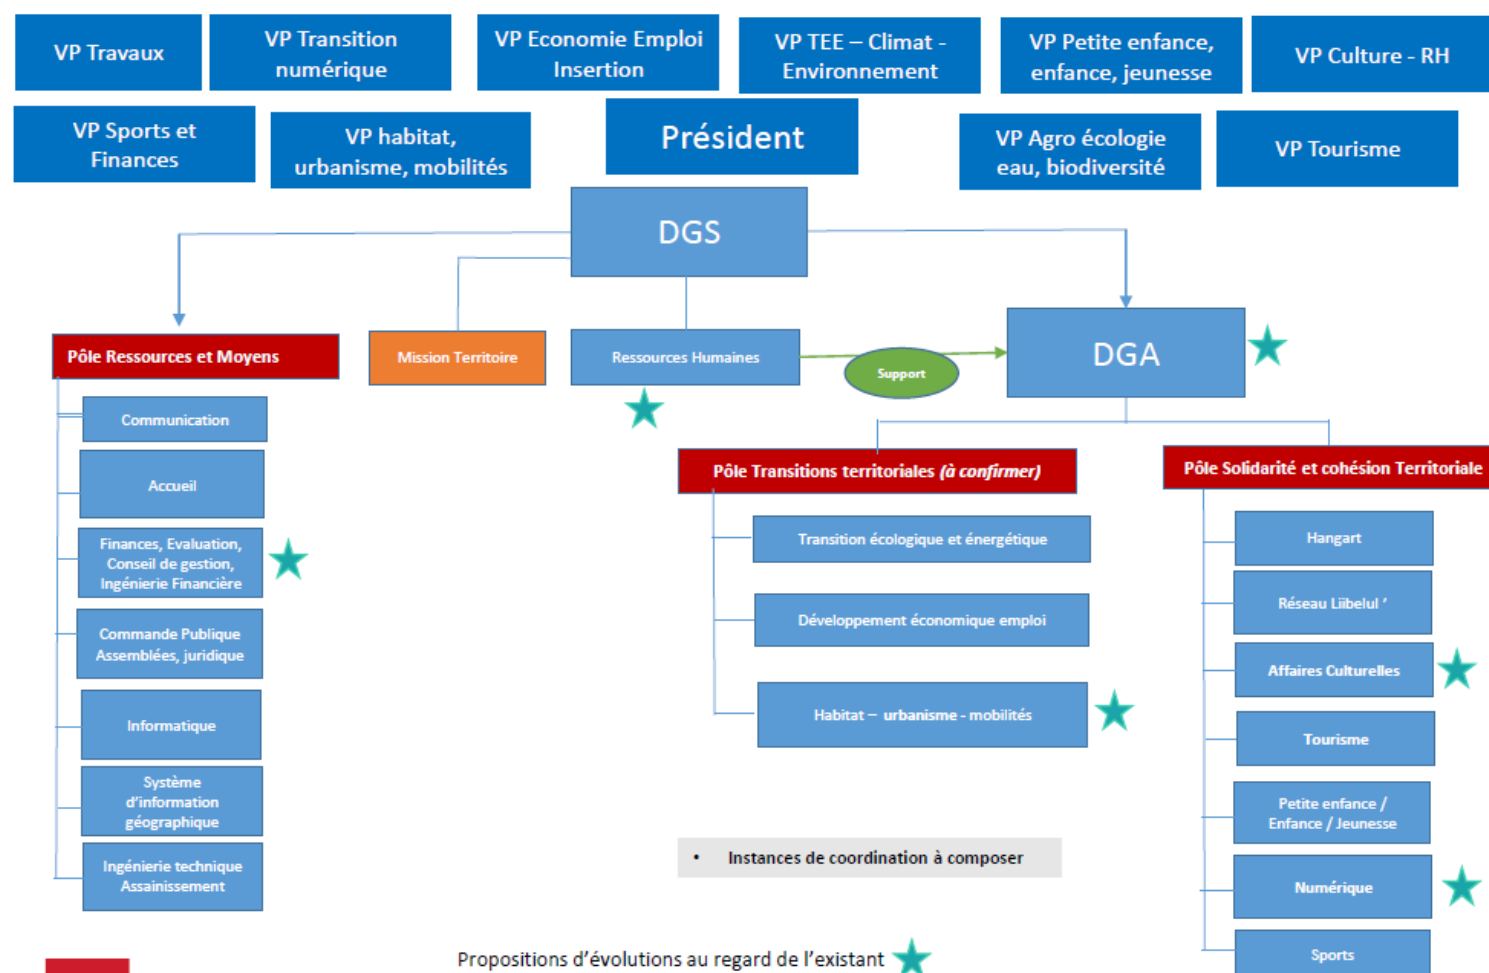 VP Travaux
VP Transition
numérique
VP Economie Emploi
Insertion
VP TEE – Climat -
Environnement
VP Petite enfance,
enfance, jeunesse
VP Culture - RH
VP Sports et
Finances
VP habitat,
urbanisme, mobilités
Président
VP Agro écologie
eau, biodiversité
VP Tourisme
DGS
Pôle Ressources et Moyens
Mission Territoire
Ressources Humaines
Support
DGA
Communication
Accueil
Finances, Evaluation,
Conseil de gestion,
Ingénierie Financière
Commande Publique
Assemblées, juridique
Informatique
Système
d'information
géographique
Ingénierie technique
Assainissement
Pôle Transitions territoriales (à confirmer)
Transition écologique et énergétique
Développement économique emploi
Habitat – urbanisme - mobilités
Pôle Solidarité et cohésion Territoriale
Hangart
Réseau Liibelul ’
Affaires Culturelles
Tourisme
Petite enfance /
Enfance / Jeunesse
Numérique
Sports
• Instances de coordination à composer
Propositions d’évolutions au regard de l’existant